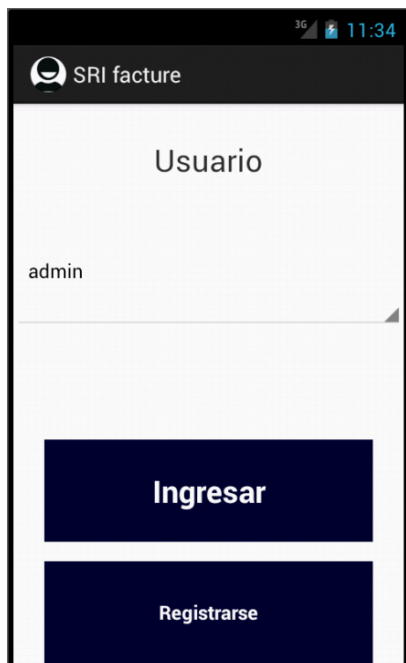 3G 11:34
SRI facture
Usuario
admin
Ingresar
Registrarse